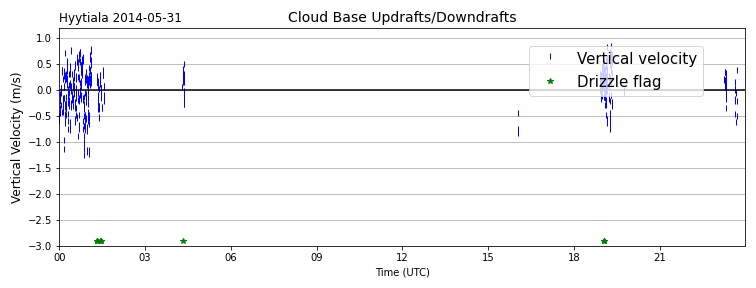 Hyytiala 2014-05-31
Cloud Base Updrafts/Downdrafts
Vertical velocity
Drizzle flag
Vertical Velocity (m/s)
1.0
0.5
0.0
−0.5
−1.0
−1.5
−2.0
−2.5
−3.0
00 03 06 09 12 15 18 21
Time (UTC)